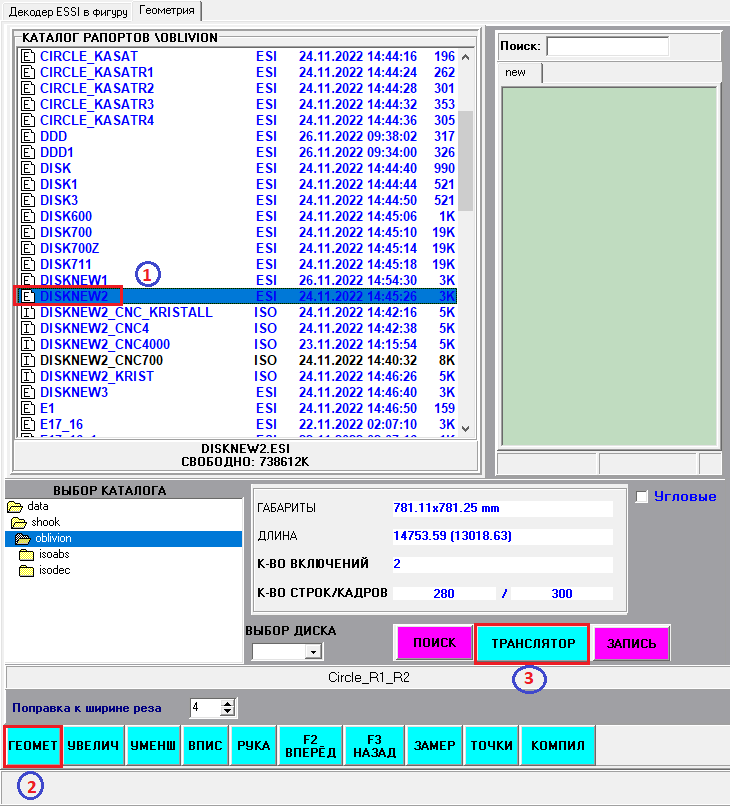 Декодер ESSI в фигуру Геометрия
КАТАЛОГ РАПОРТОВ \OBLIVION
CIRCLE_KASAT ESI 24.11.2022 14:44:16 196
CIRCLE_KASATR1 ESI 24.11.2022 14:44:24 262
CIRCLE_KASATR2 ESI 24.11.2022 14:44:28 301
CIRCLE_KASATR3 ESI 24.11.2022 14:44:32 353
CIRCLE_KASATR4 ESI 24.11.2022 14:44:36 305
DDD ESI 26.11.2022 09:38:02 317
DDD1 ESI 26.11.2022 09:34:00 326
DISK ESI 24.11.2022 14:44:40 990
DISK1 ESI 24.11.2022 14:44:44 521
DISK3 ESI 24.11.2022 14:44:50 521
DISK600 ESI 24.11.2022 14:45:06 1K
DISK700 ESI 24.11.2022 14:45:10 19K
DISK700Z ESI 24.11.2022 14:45:14 19K
DISK711 ESI 24.11.2022 14:45:18 19K
DISKNEW1 ESI 26.11.2022 14:54:30 3K
DISKNEW2 ESI 24.11.2022 14:45:26 3K
DISKNEW2_CNC_KRISTALL ISO 24.11.2022 14:42:16 5K
DISKNEW2_CNC4 ISO 24.11.2022 14:42:38 5K
DISKNEW2_CNC4000 ISO 23.11.2022 14:15:54 5K
DISKNEW2_CNC700 ISO 24.11.2022 14:40:32 8K
DISKNEW2_KRIST ISO 24.11.2022 14:46:26 5K
DISKNEW3 ESI 24.11.2022 14:46:40 3K
E1 ESI 24.11.2022 14:46:50 159
E17_16 ESI 22.11.2022 02:07:10 3K
DISKNEW2.ESI
СВОБОДНО: 738612K
1
Поиск:
new
ВЫБОР КАТАЛОГА
data
shook
oblivion
isoabs
isodec
ГАБАРИТЫ 781.11x781.25 mm
ДЛИНА 14753.59 (13018.63)
К-ВО ВКЛЮЧЕНИЙ 2
К-ВО СТРОК/КАДРОВ 280 / 300
Угловые
ВЫБОР ДИСКА
ПОИСК ТРАНСЛЯТОР ЗАПИСЬ
3
Circle_R1_R2
Поправка к ширине реза 4
ГЕОМЕТ УВЕЛИЧ УМЕНШ ВПИС РУКА F2 ВПЕРЁД F3 НАЗАД ЗАМЕР ТОЧКИ КОМПИЛ
2